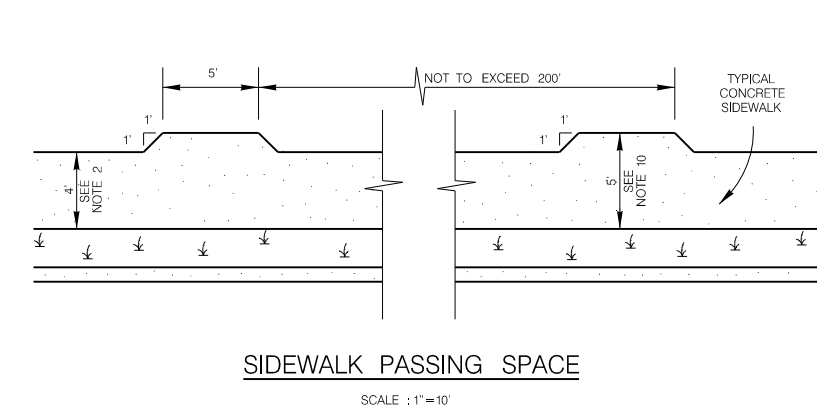 5'
NOT TO EXCEED 200'
TYPICAL
CONCRETE
SIDEWALK
1'
1'
1'
1'
4'
SEE
NOTE 2
5'
SEE
NOTE 10
SIDEWALK PASSING SPACE
SCALE : 1"=10'